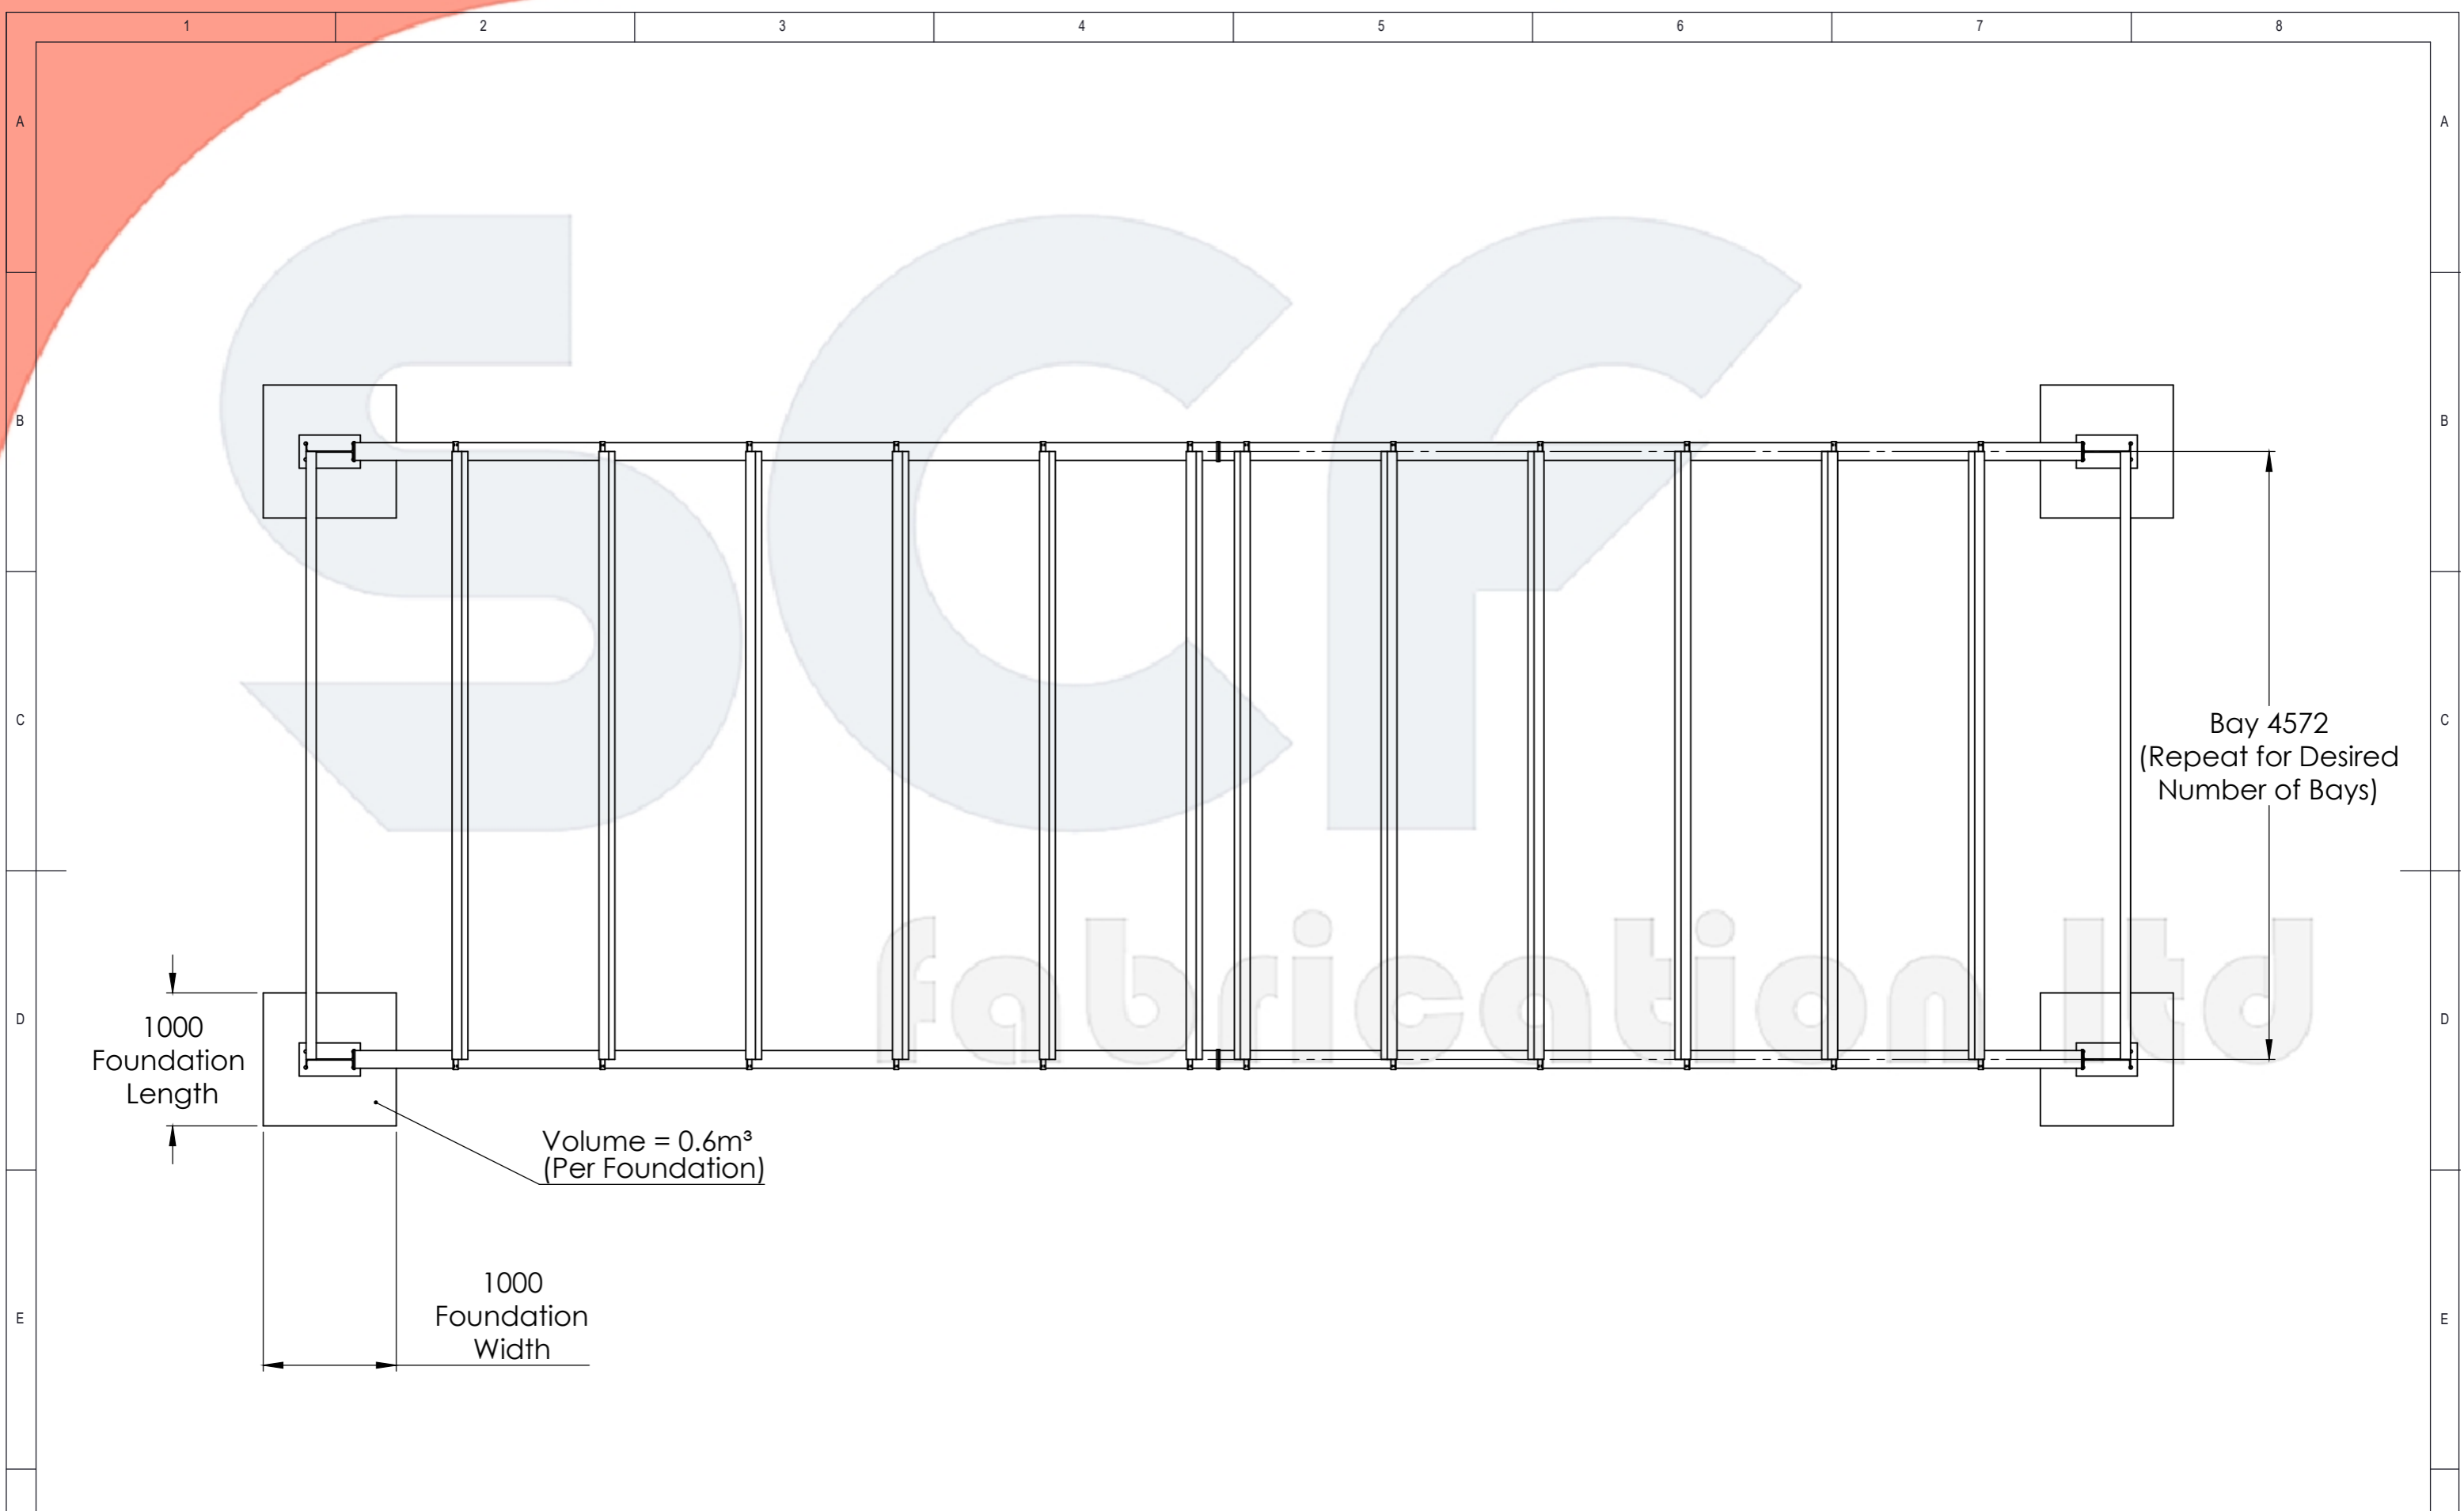 1 2 3 4 5 6 7 8
A A
B B
Bay 4572
(Repeat for Desired
Number of Bays)
C C
SCF
fabrication ltd
1000
Foundation
Length
D D
Volume = 0.6m³
(Per Foundation)
1000
Foundation
Width
E E